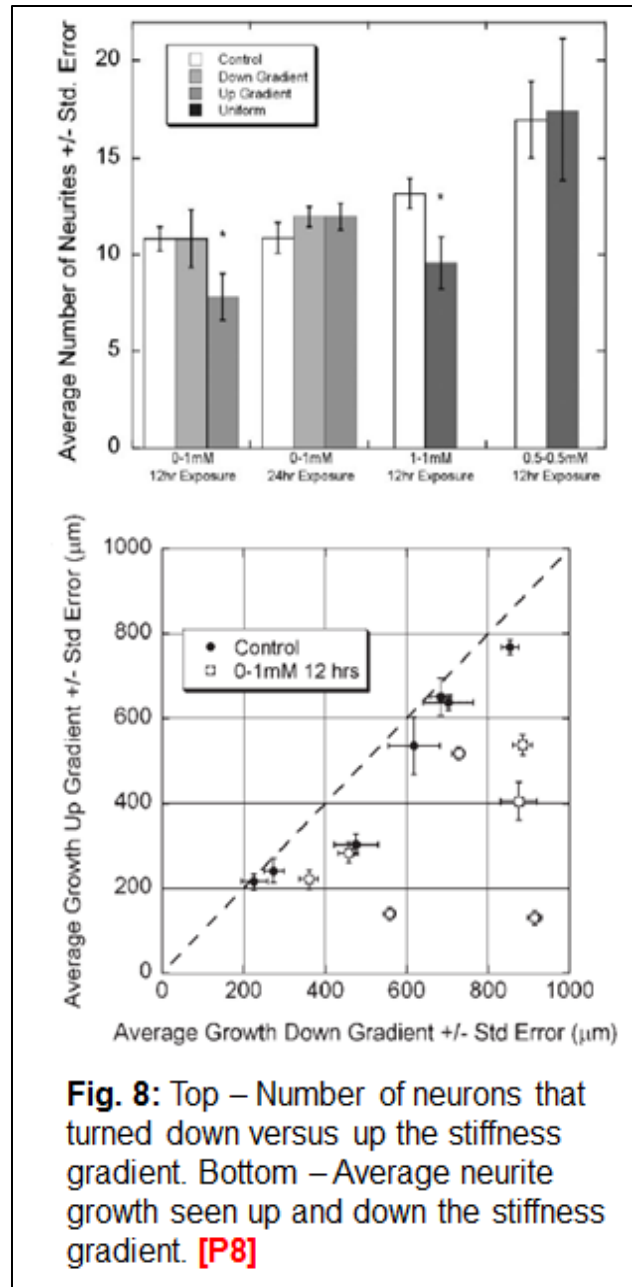 Average Number of Neurites +/- Std. Error
20
15
10
5
0
Control
Down Gradient
Up Gradient
Uniform
*
*
0-1mM
12hr Exposure
0-1mM
24hr Exposure
1-1mM
12hr Exposure
0.5-0.5mM
12hr Exposure
Average Growth Up Gradient +/- Std Error (μm)
1000
800
600
400
200
0
Control
0-1mM 12 hrs
0
200
400
600
800
1000
Average Growth Down Gradient +/- Std Error (μm)
Fig. 8: Top – Number of neurons that
turned down versus up the stiffness
gradient. Bottom – Average neurite
growth seen up and down the stiffness
gradient. [P8]